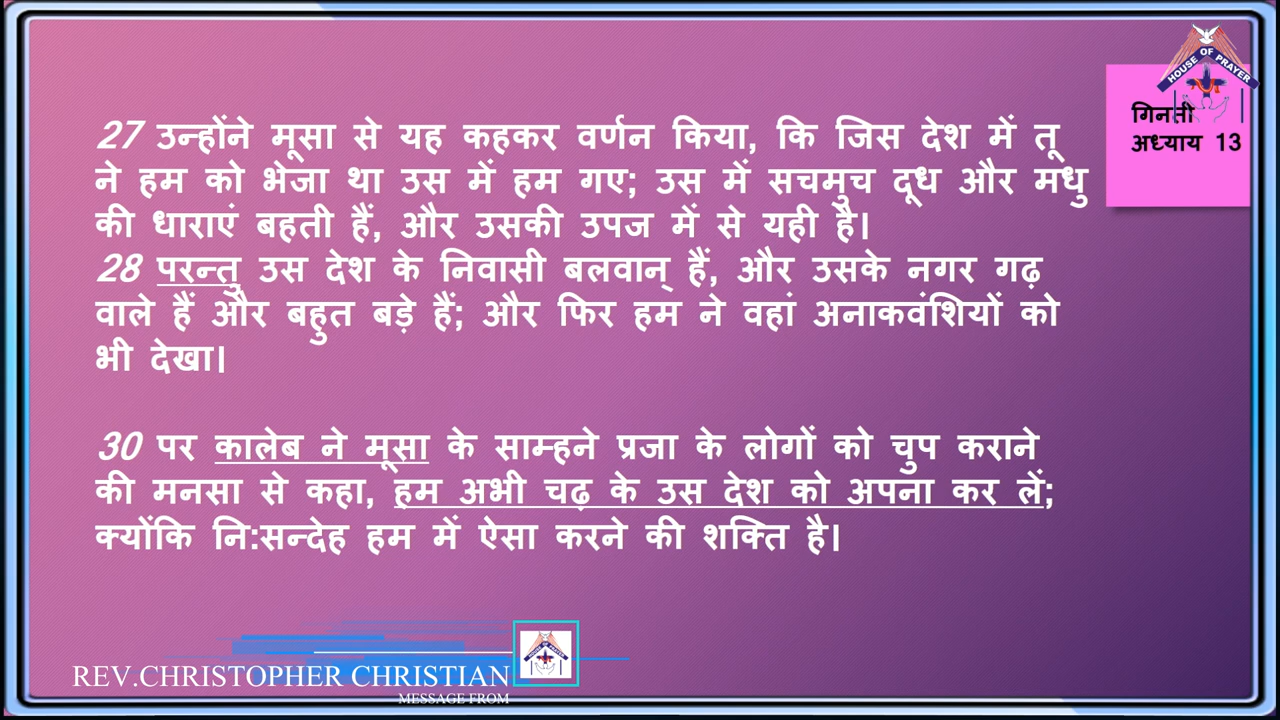 HOUSE OF PRAYER
गिनती
अध्याय 13
27 उन्होंने मूसा से यह कहकर वर्णन किया, कि जिस देश में तू
ने हम को भेजा था उस में हम गए; उस में सचमुच दूध और मधु
की धाराएं बहती हैं, और उसकी उपज में से यही है।
28 परन्तु उस देश के निवासी बलवान् हैं, और उसके नगर गढ़
वाले हैं और बहुत बड़े हैं; और फिर हम ने वहां अनाकवंशियों को
भी देखा।
30 पर कालेब ने मूसा के साम्हने प्रजा के लोगों को चुप कराने
की मनसा से कहा, हम अभी चढ़ के उस देश को अपना कर लें;
क्योंकि नि:सन्देह हम में ऐसा करने की शक्ति है।
REV.CHRISTOPHER CHRISTIAN
MESSAGE FROM
HOUSE OF PRAYER